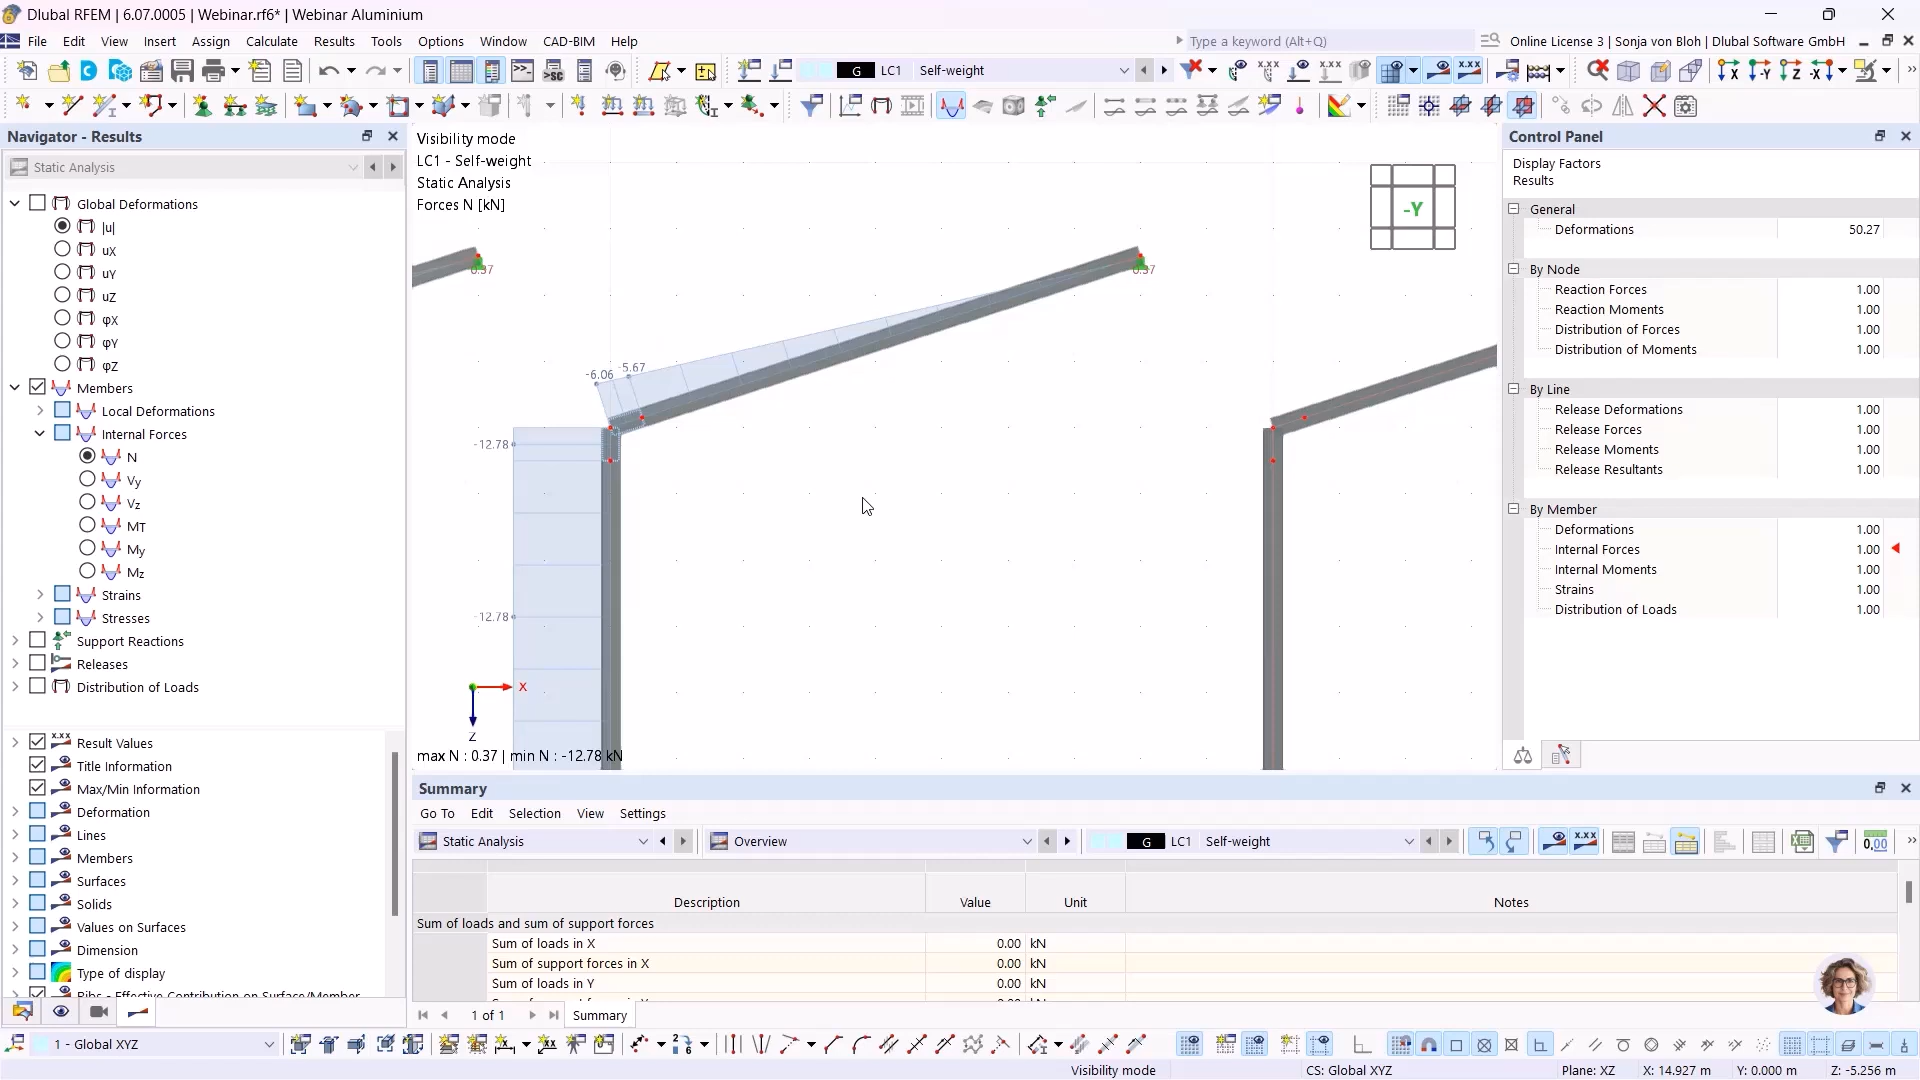 Dlubal RFEM | 6.07.0005 | Webinar.rf6* | Webinar Aluminium
File Edit View Insert Assign Calculate Results Tools Options Window CAD-BIM Help
Type a keyword (Alt+Q)
Online License 3 | Sonja von Bloh | Dlubal Software GmbH
G LC1 Self-weight
Navigator - Results
Static Analysis
Global Deformations
|u|
uX
uY
uZ
φX
φY
φZ
Members
Local Deformations
Internal Forces
N
Vy
Vz
MT
My
Mz
Strains
Stresses
Support Reactions
Releases
Distribution of Loads
Result Values
Title Information
Max/Min Information
Deformation
Lines
Members
Surfaces
Solids
Values on Surfaces
Dimension
Type of display
Ribs - Effective Contribution on Surface/Member
1 - Global XYZ
Visibility mode
LC1 - Self-weight
Static Analysis
Forces N [kN]
-Y
0.37
0.37
-6.06
-5.67
-12.78
-12.78
X
Z
max N : 0.37 | min N : -12.78 kN
Control Panel
Display Factors
Results
General
Deformations 50.27
By Node
Reaction Forces 1.00
Reaction Moments 1.00
Distribution of Forces 1.00
Distribution of Moments 1.00
By Line
Release Deformations 1.00
Release Forces 1.00
Release Moments 1.00
Release Resultants 1.00
By Member
Deformations 1.00
Internal Forces 1.00
Internal Moments 1.00
Strains 1.00
Distribution of Loads 1.00
Summary
Go To Edit Selection View Settings
Static Analysis
Overview
G LC1 Self-weight
0,00
Description Value Unit Notes
Sum of loads and sum of support forces
Sum of loads in X 0.00 kN
Sum of support forces in X 0.00 kN
Sum of loads in Y 0.00 kN
1 of 1
Summary
Visibility mode
CS: Global XYZ
Plane: XZ
X: 14.927 m
Y: 0.000 m
Z: -5.256 m